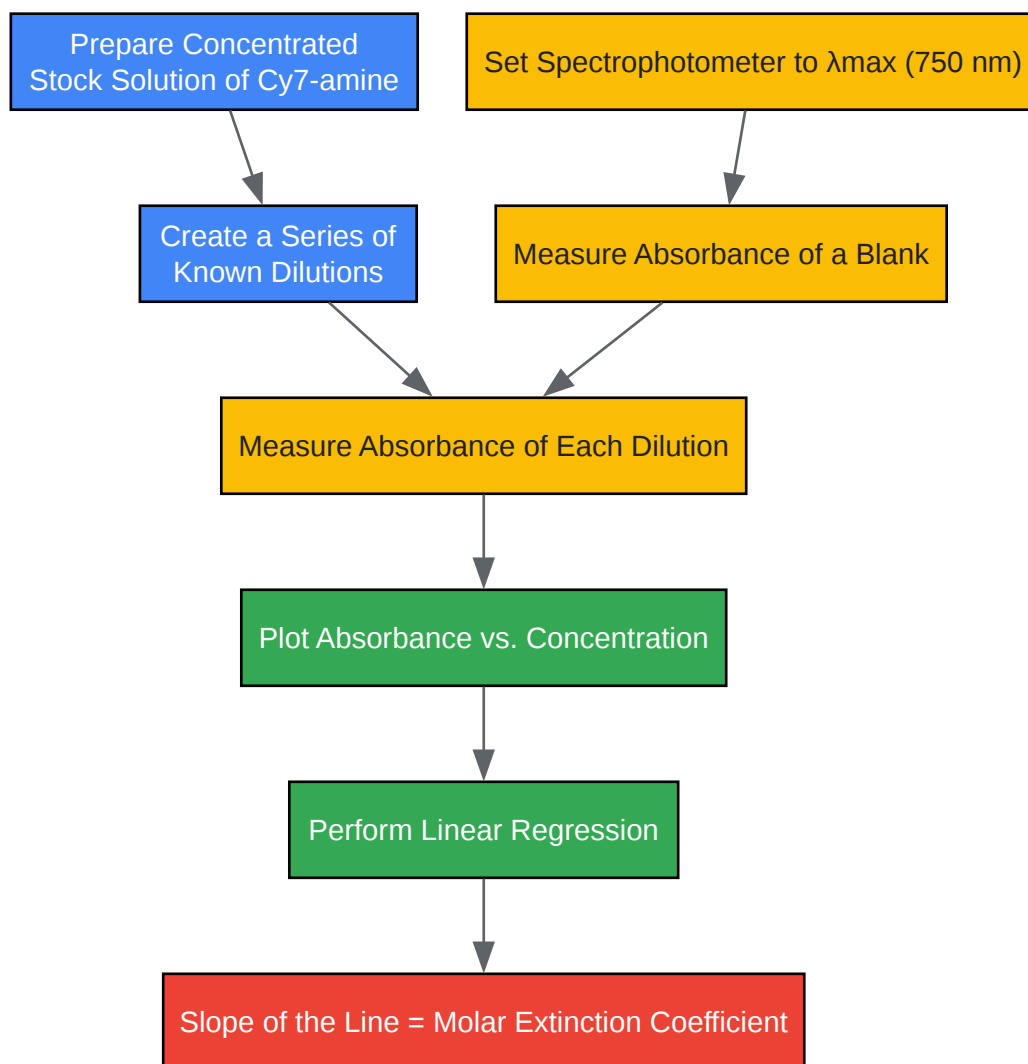 Prepare Concentrated
Stock Solution of Cy7-amine
Set Spectrophotometer to λmax (750 nm)
Create a Series of
Known Dilutions
Measure Absorbance of a Blank
Measure Absorbance of Each Dilution
Plot Absorbance vs. Concentration
Perform Linear Regression
Slope of the Line = Molar Extinction Coefficient